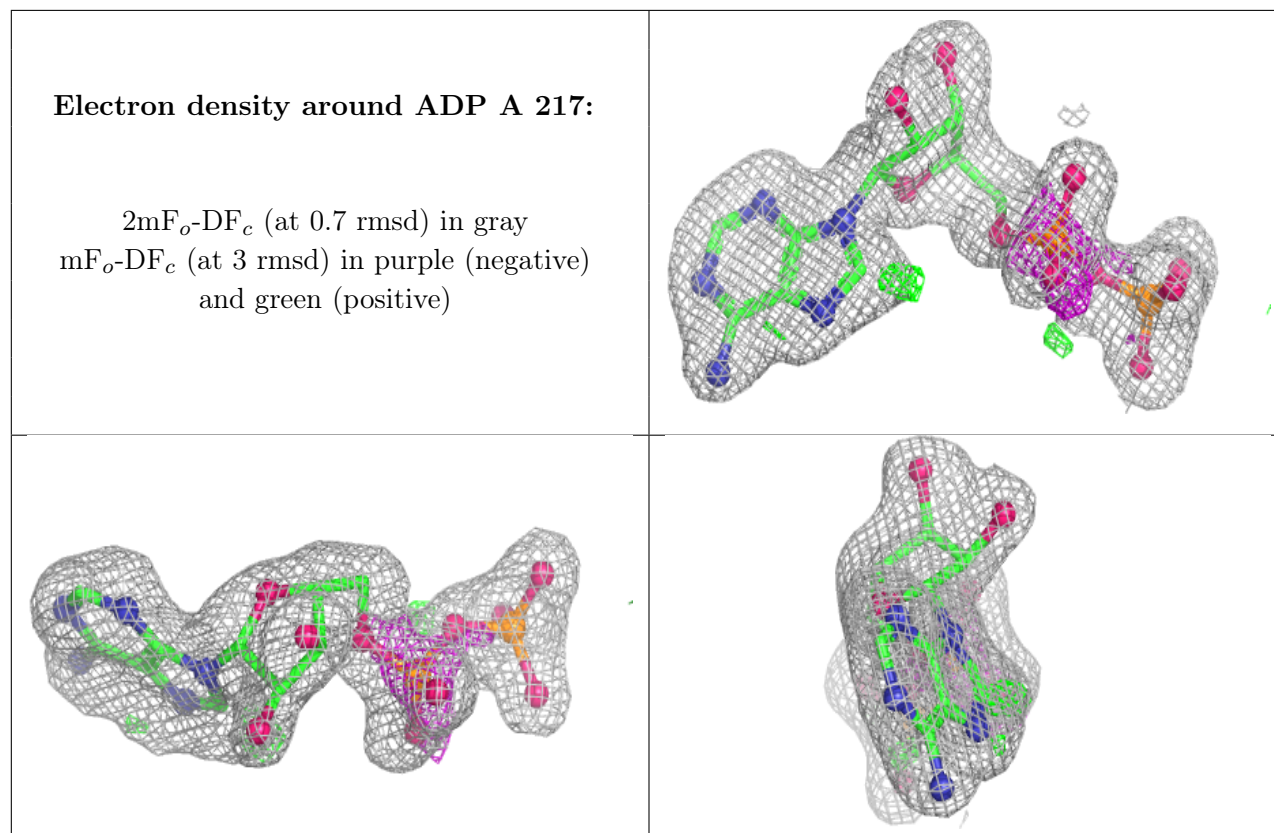 Electron density around ADP A 217:
2mFo-DFc (at 0.7 rmsd) in gray
mFo-DFc (at 3 rmsd) in purple (negative)
and green (positive)